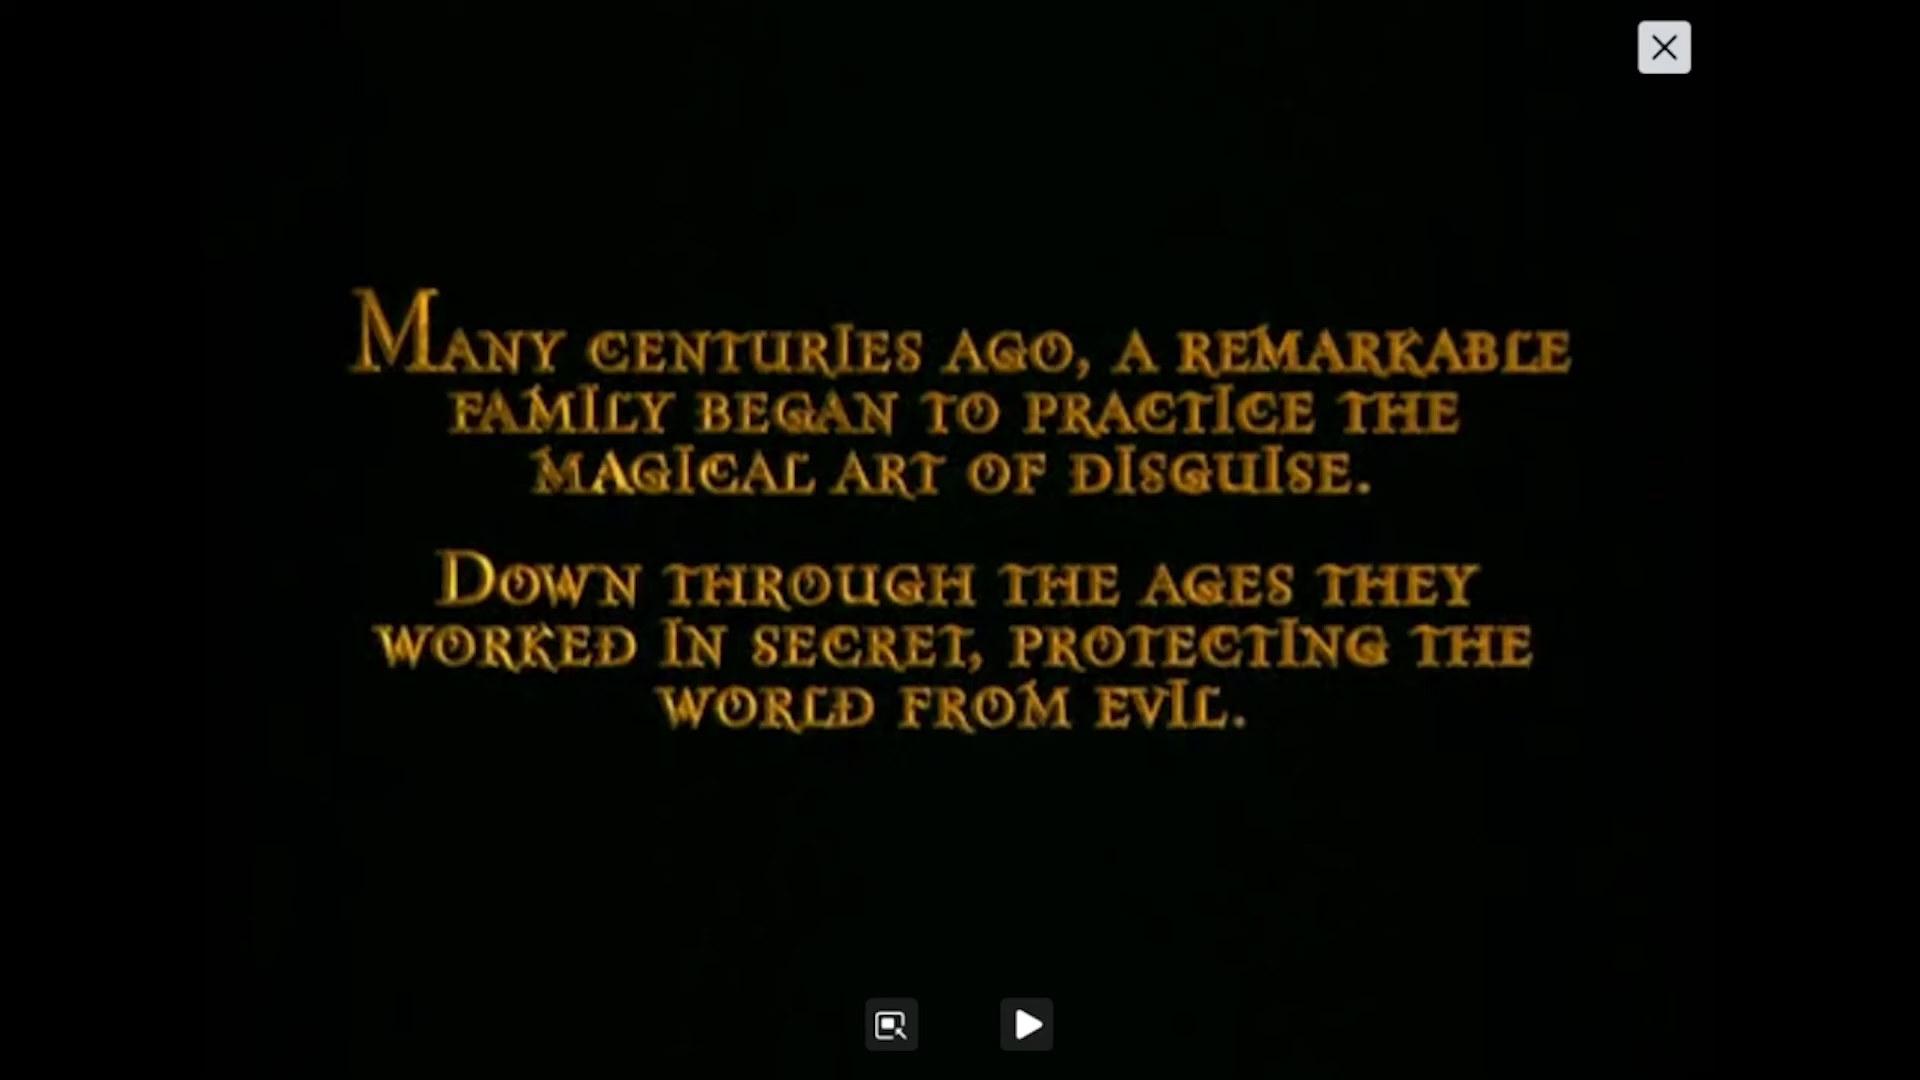 Many centuries ago, a remarkable
family began to practice the
magical art of disguise.
Down through the ages they
worked in secret, protecting the
world from evil.